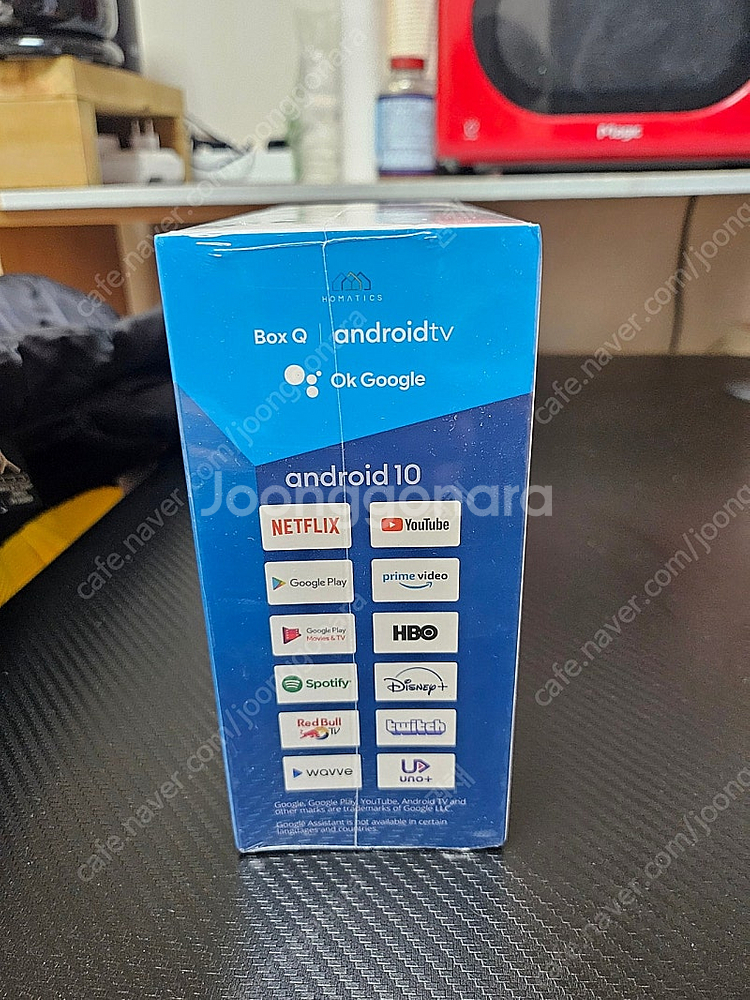 Magic
HOMATICS
Box Q | androidtv
Ok Google
android 10
Joonggonara
NETFLIX YouTube
Google Play prime video
Google Play Movies & TV HBO
Spotify Disney+
Red Bull TV twitch
wavve UNO+
Google, Google Play, YouTube, Android TV and
other marks are trademarks of Google LLC.
Google Assistant is not available in certain
languages and countries.
cafe.naver.com/joonggonara